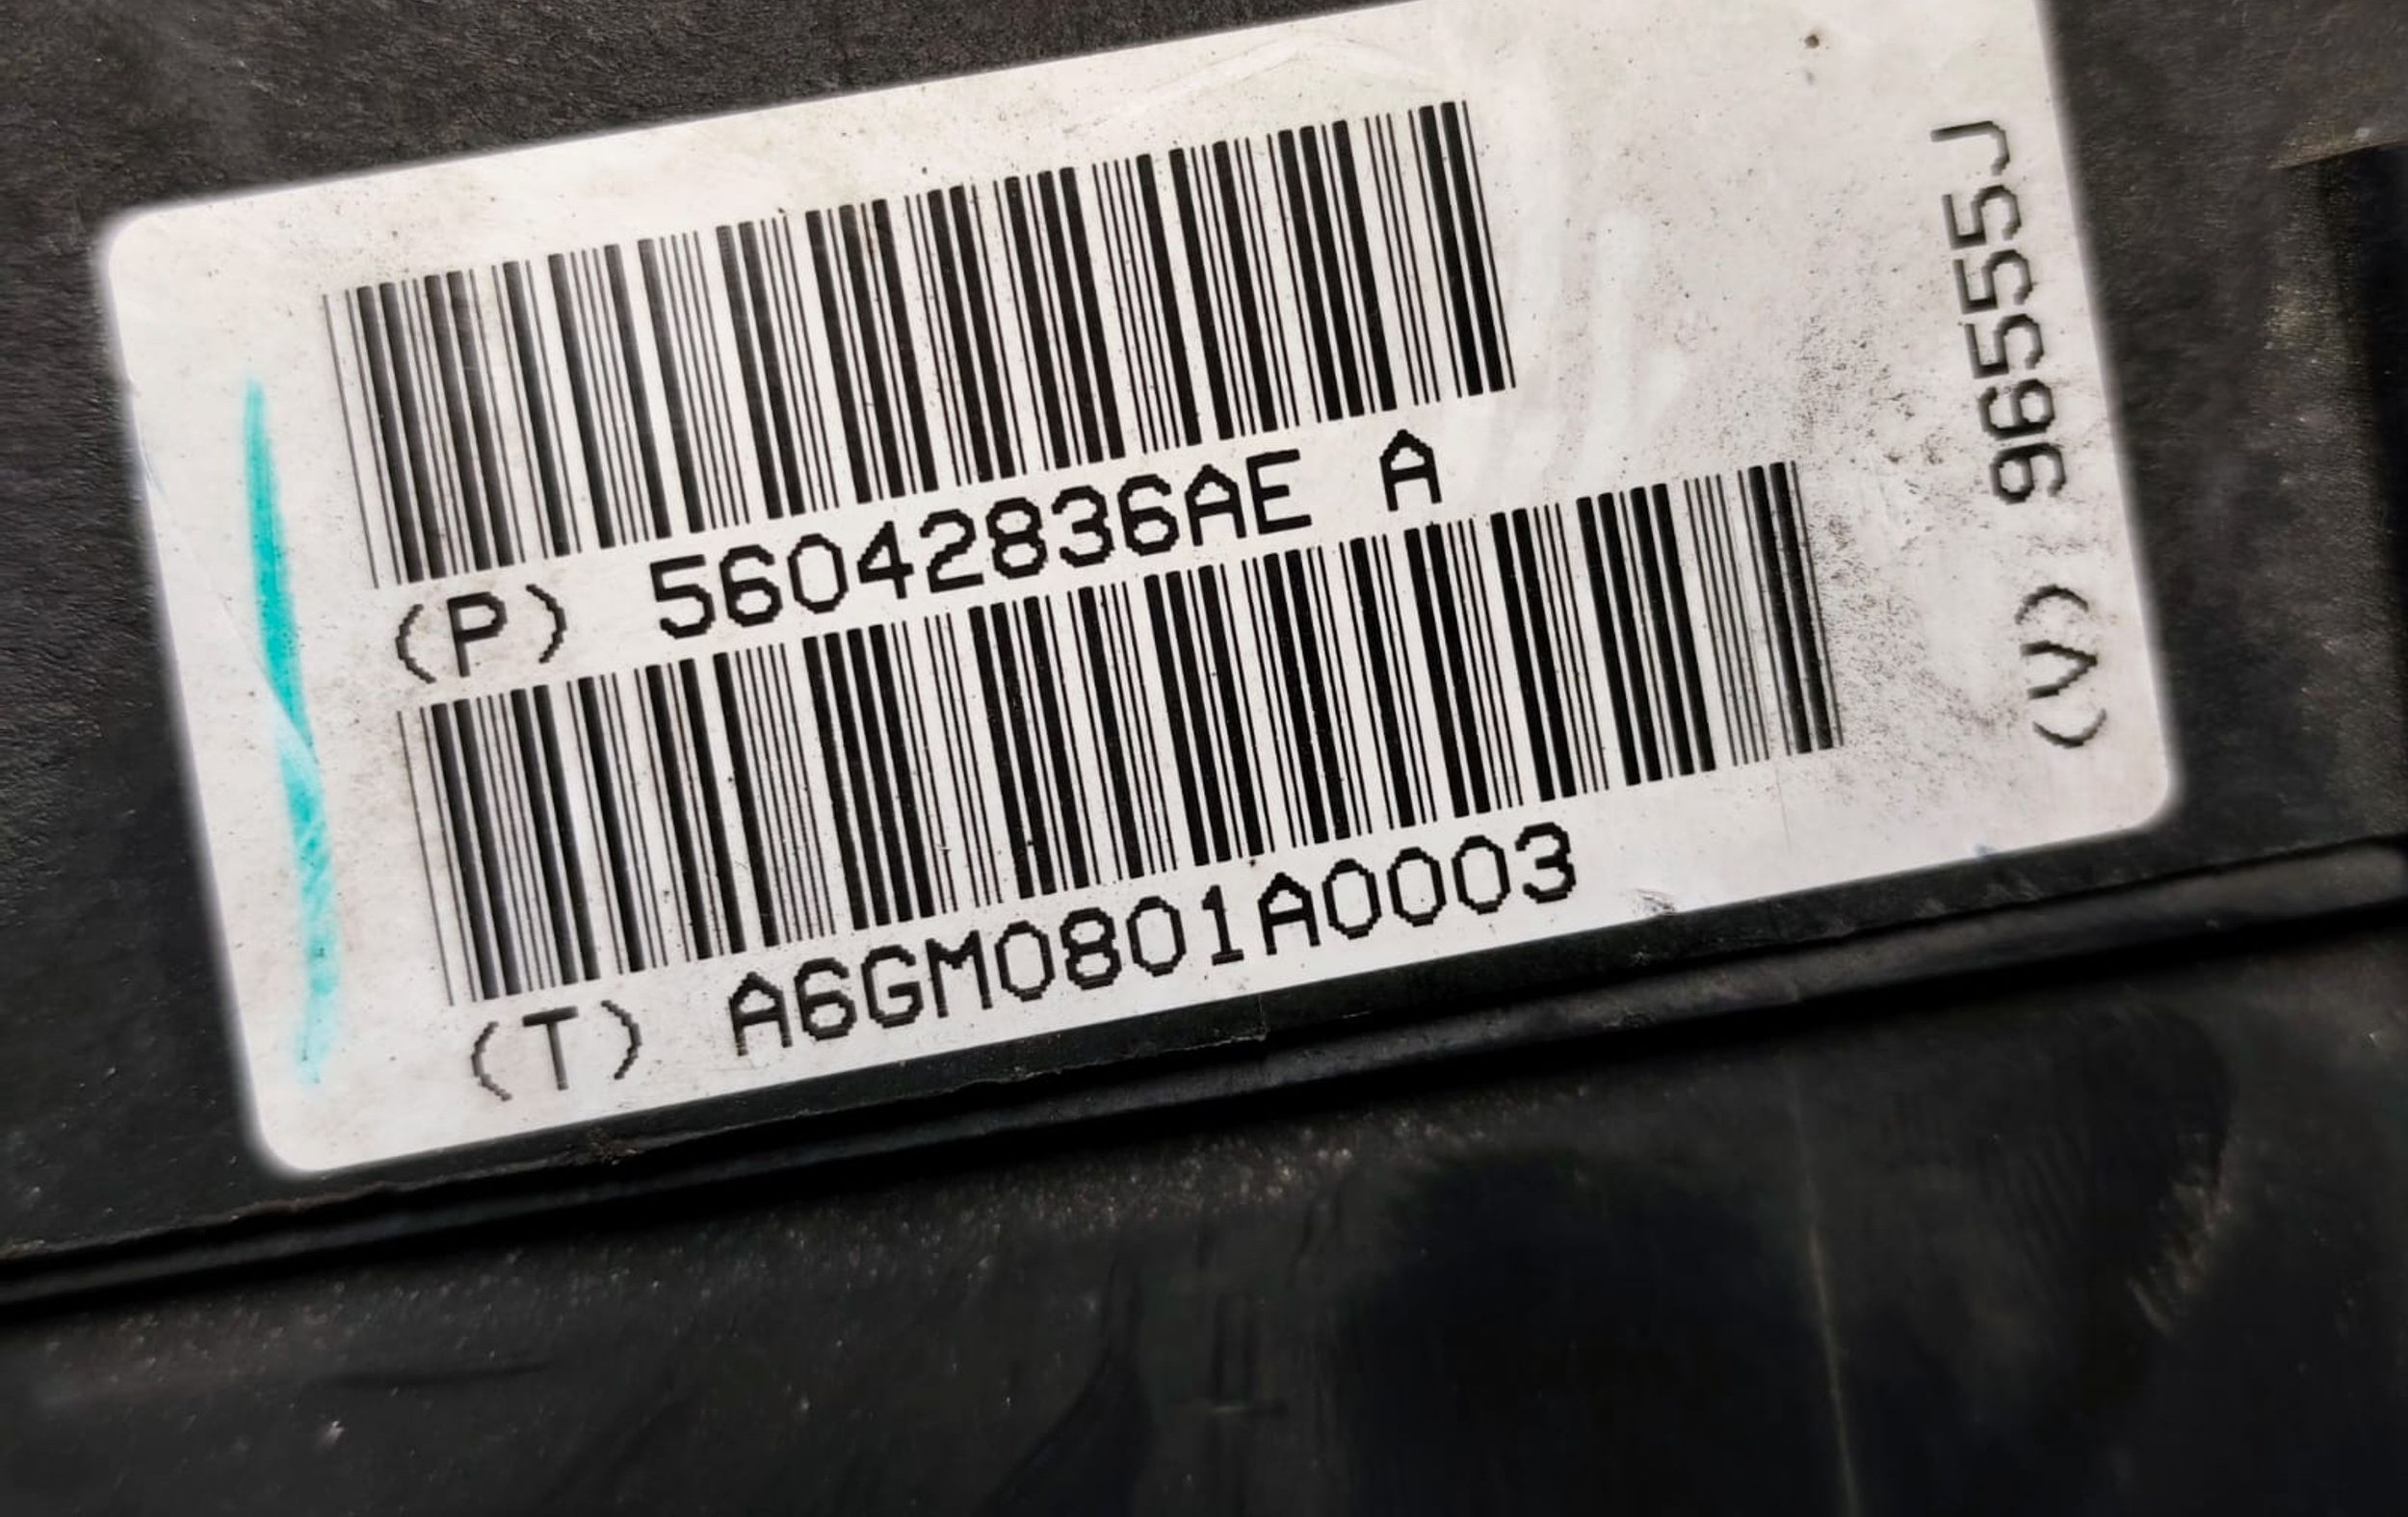 (P) 56042836AE A
(T) A6GM0801A0003
(V) 96555J